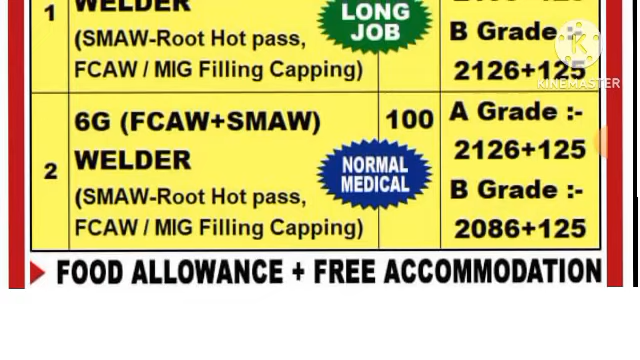 1
WELDER
(SMAW-Root Hot pass,
FCAW / MIG Filling Capping)
LONG
JOB
B Grade :-
2126+125
KINEMASTER
2
6G (FCAW+SMAW)
WELDER
(SMAW-Root Hot pass,
FCAW / MIG Filling Capping)
NORMAL
MEDICAL
100
A Grade :-
2126+125
B Grade :-
2086+125
FOOD ALLOWANCE + FREE ACCOMMODATION